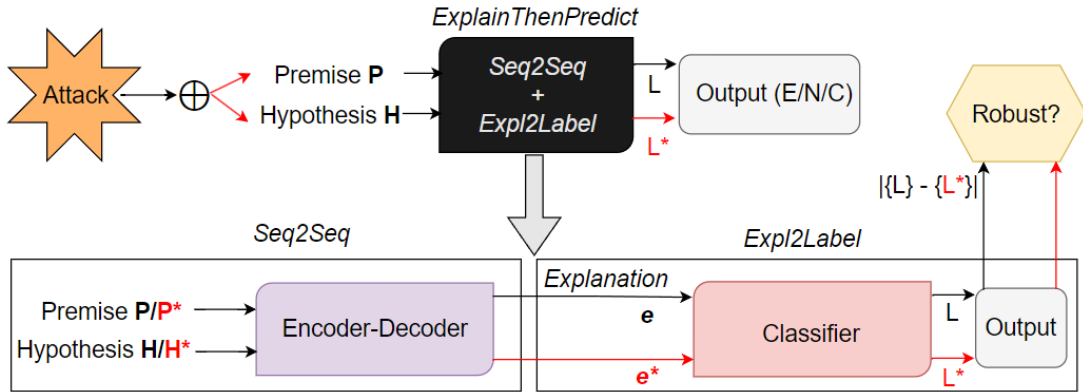 ExplainThenPredict
Attack
Premise P
Hypothesis H
Seq2Seq
+
Expl2Label
L
L*
Output (E/N/C)
Robust?
|{L} - {L*}|
Seq2Seq
Expl2Label
Premise P/P*
Hypothesis H/H*
Encoder-Decoder
Explanation
e
e*
Classifier
L
L*
Output